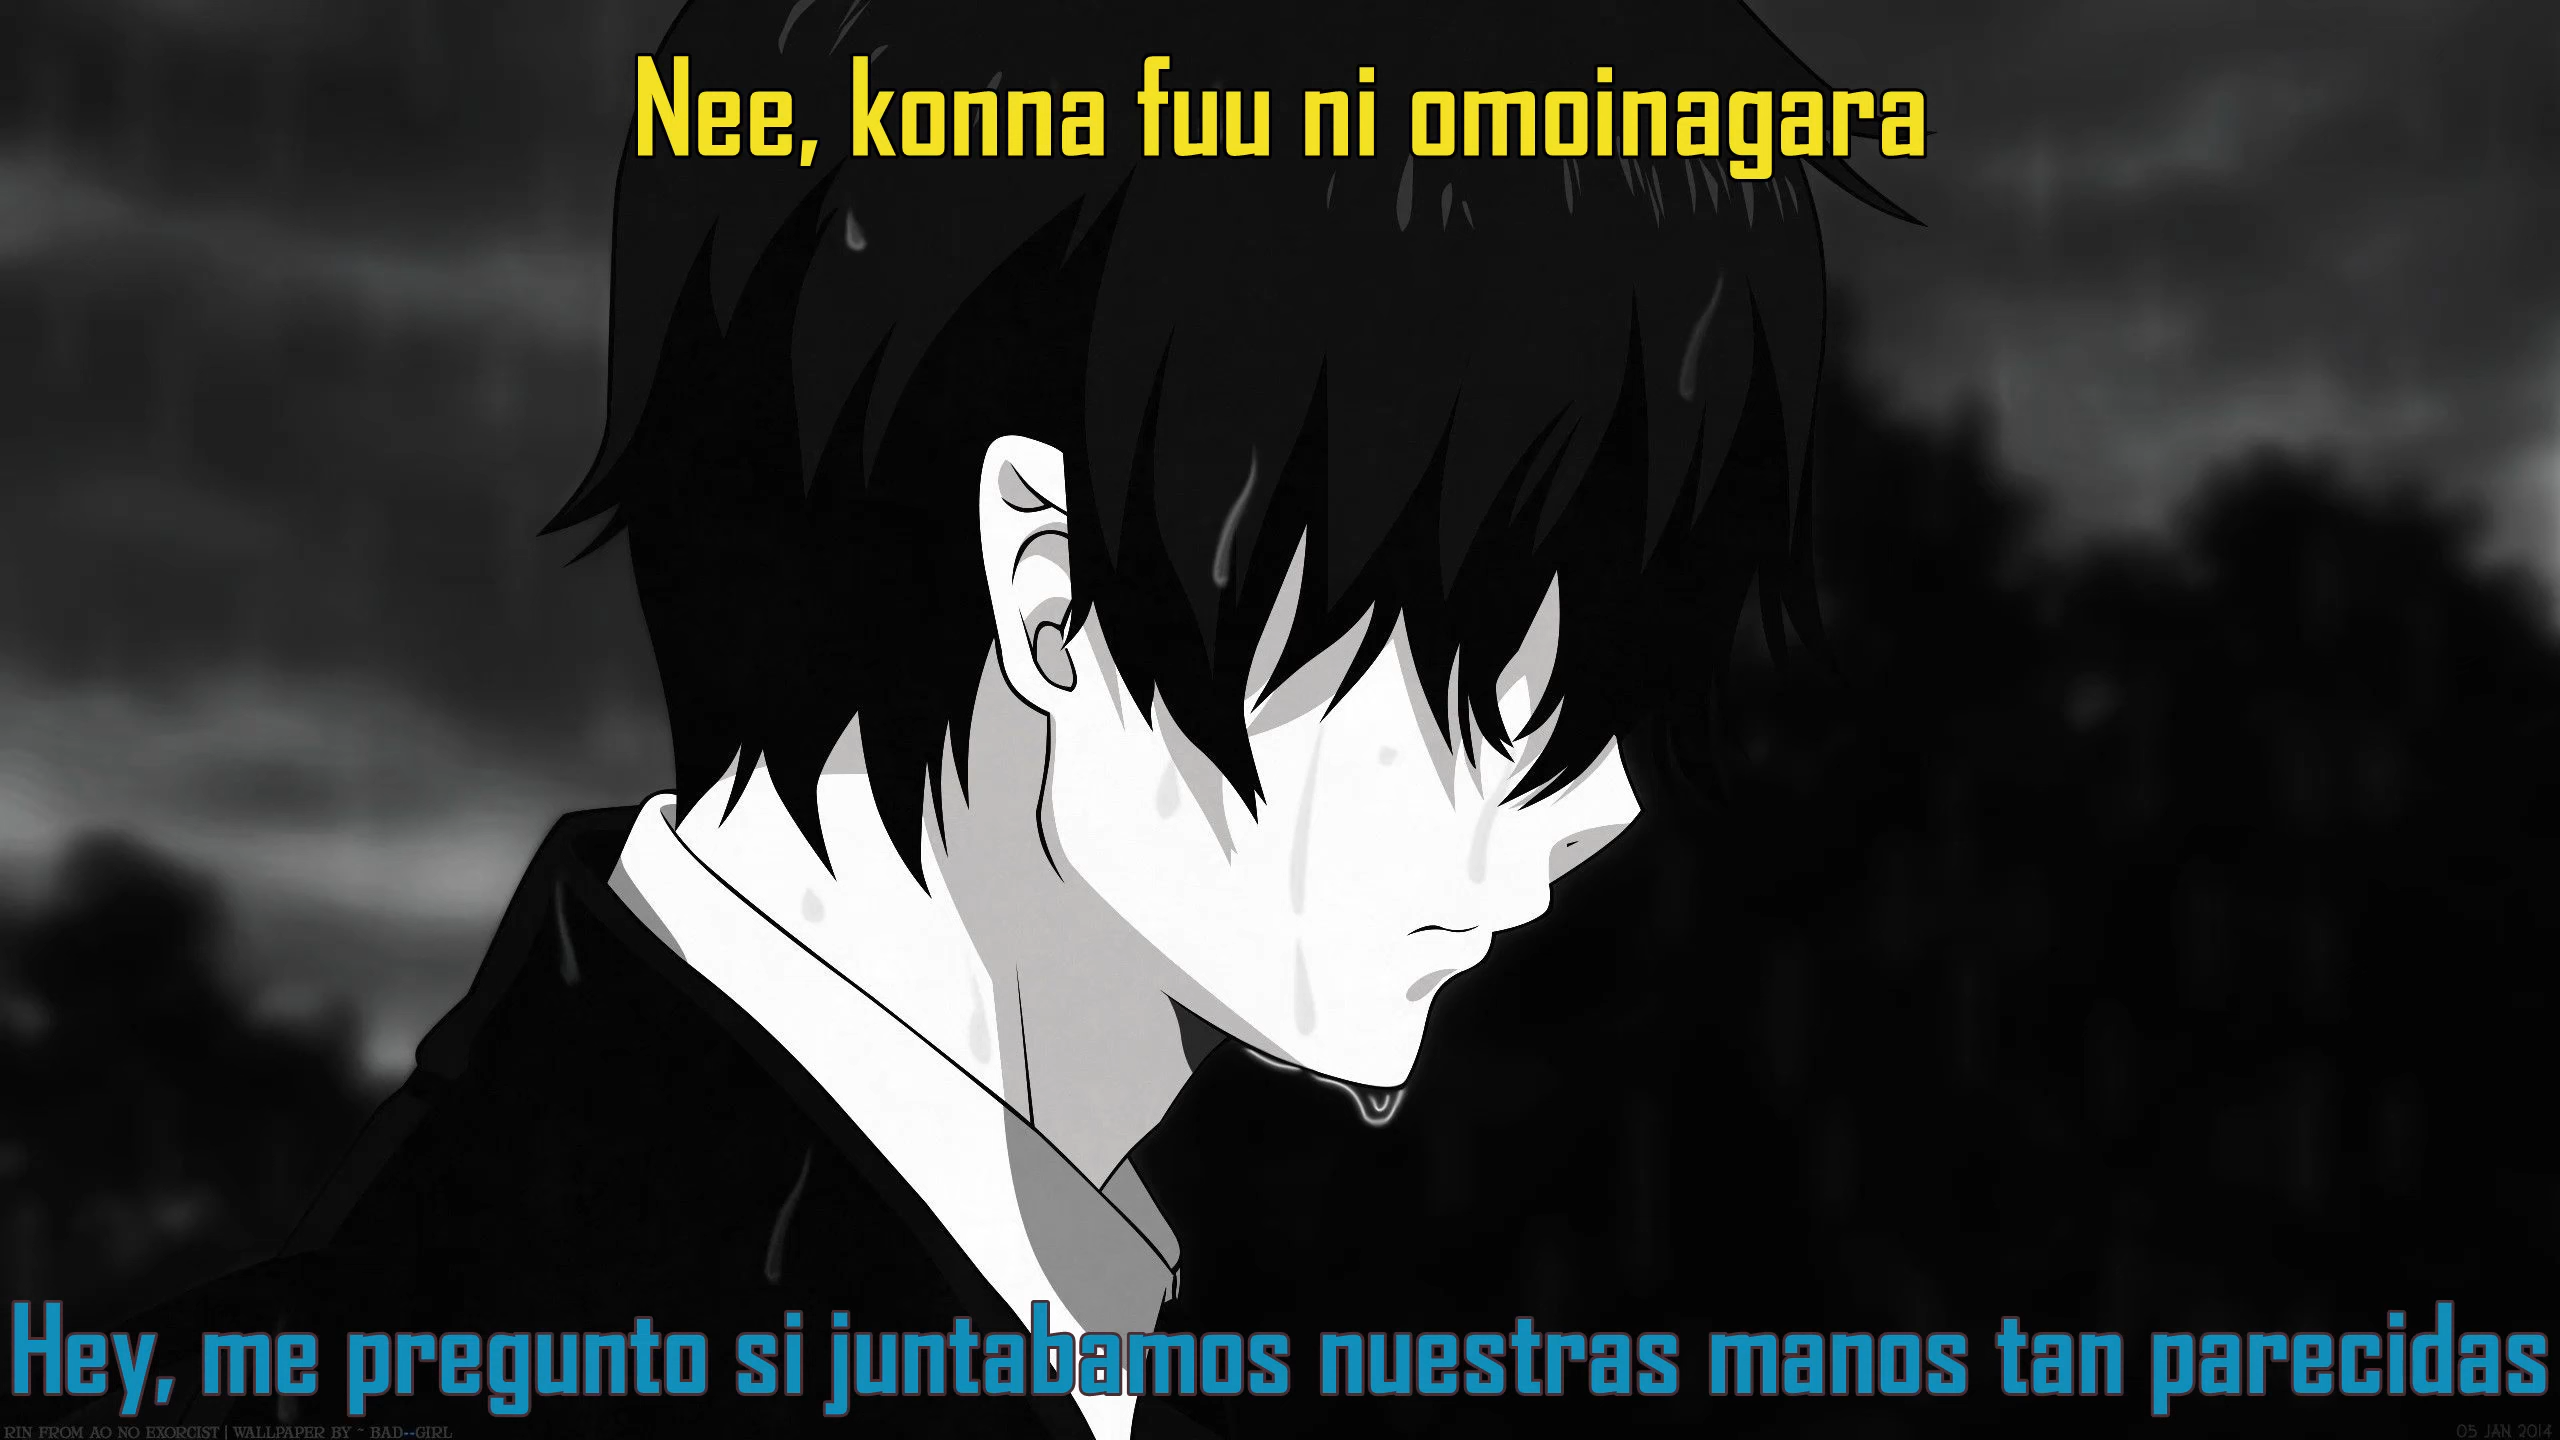 Nee, konna fuu ni omoinagara
Hey, me pregunto si juntabamos nuestras manos tan parecidas
RIN FROM AO NO EXORCIST | WALLPAPER BY ~ BAD--GIRL
05 JAN 2014